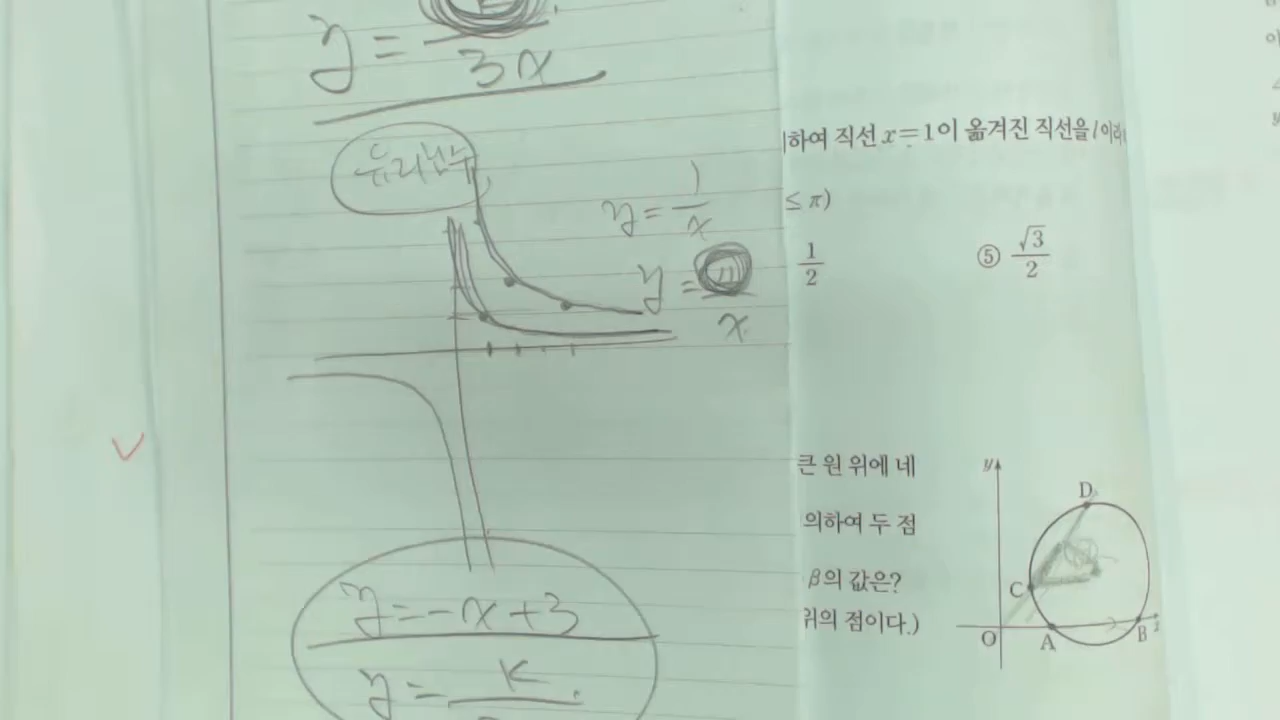 y =
3x
유리함수
y = 1/x
y =
x
y = -x + 3
y = K
하여 직선 x=1이 옮겨진 직선을 l이라
≤ π)
1/2
⑤ √3/2
큰 원 위에 네
의하여 두 점
β의 값은?
위의 점이다.)
y
D
C
O
A
B
x